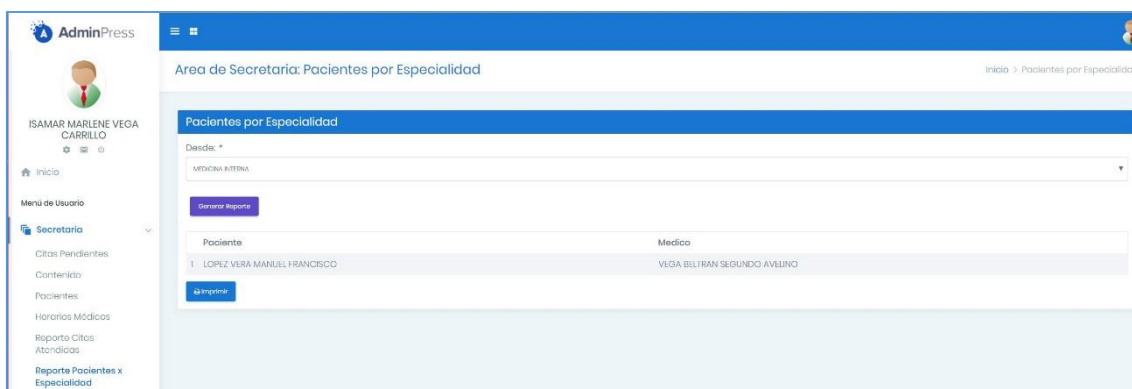 AdminPress
ISAMAR MARLENE VEGA
CARRILLO
Inicio
Menú de Usuario
Secretaria
Citas Pendientes
Contenido
Pacientes
Horarios Médicos
Reporte Citas
Atendidas
Reporte Pacientes x
Especialidad
Area de Secretaria: Pacientes por Especialidad
Inicio > Pacientes por Especialida
Pacientes por Especialidad
Desde: *
MEDICINA INTERNA
Generar Reporte
Paciente Medico
1 LOPEZ VERA MANUEL FRANCISCO VEGA BELTRAN SEGUNDO AVELINO
Imprimir